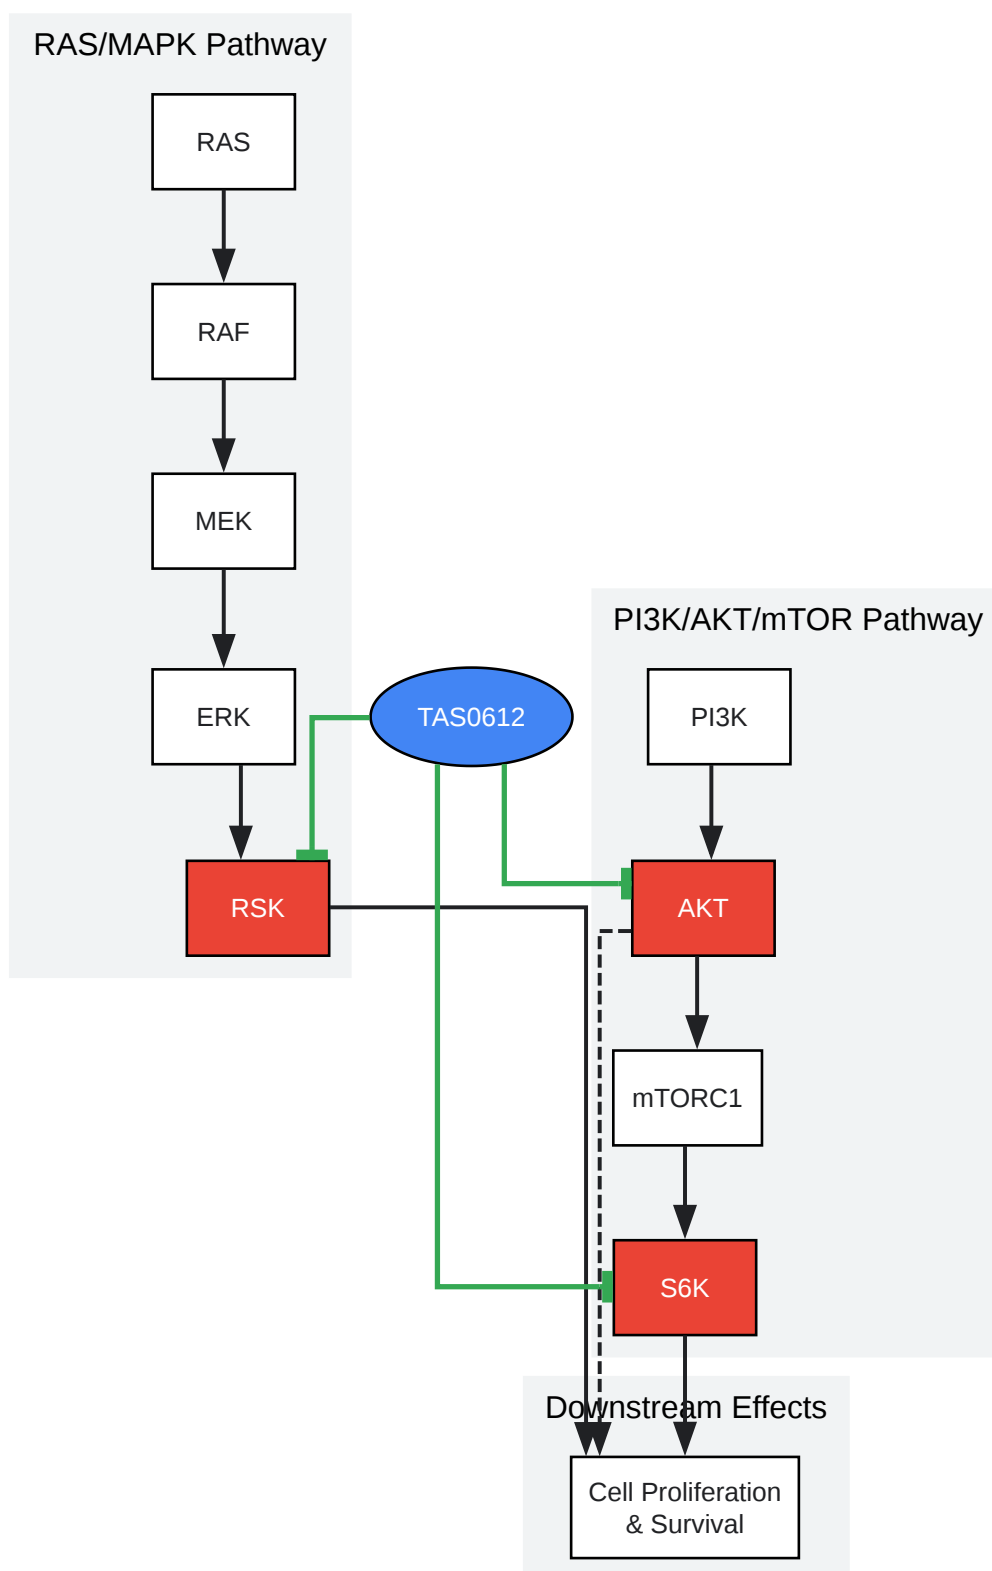 RAS/MAPK Pathway
RAS
RAF
MEK
ERK
RSK
TAS0612
PI3K/AKT/mTOR Pathway
PI3K
AKT
mTORC1
S6K
Downstream Effects
Cell Proliferation
& Survival